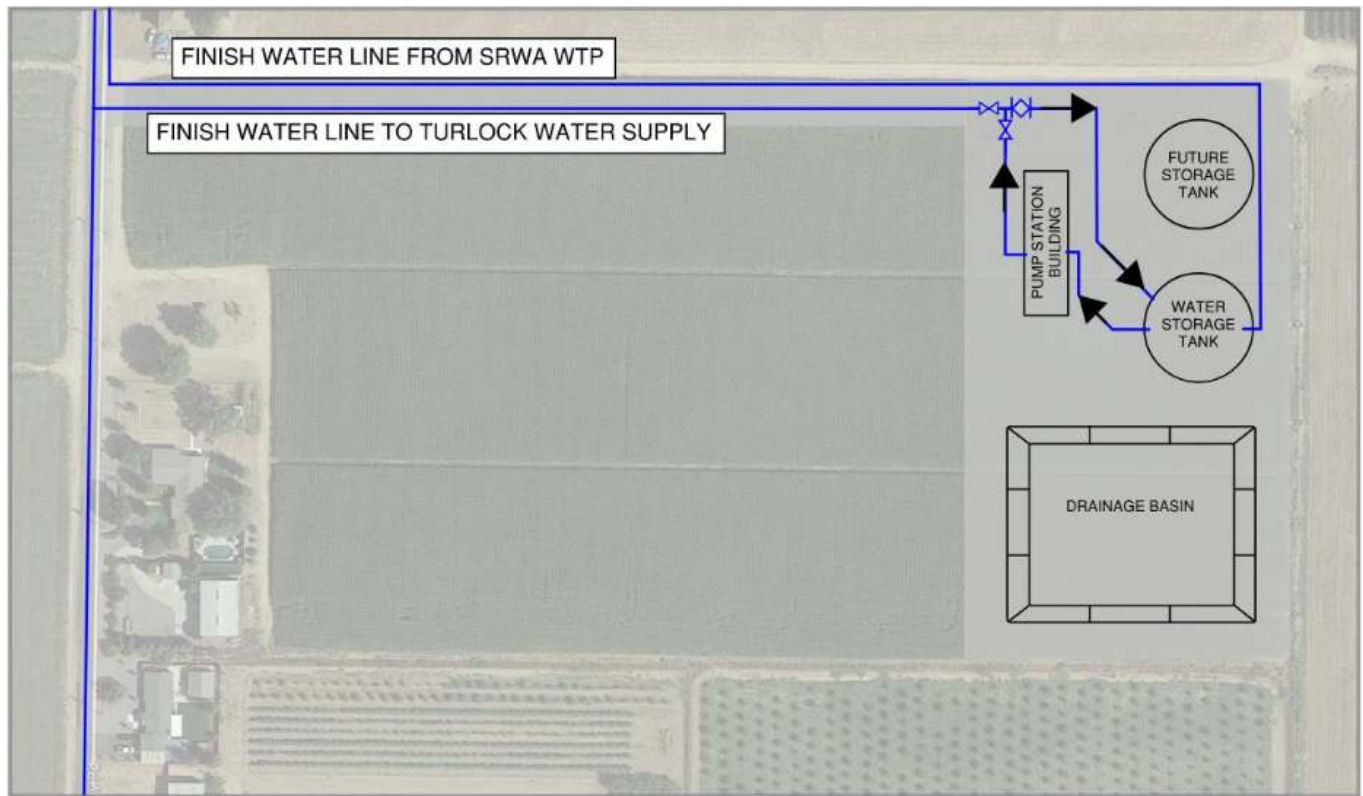 FINISH WATER LINE FROM SRWA WTP
FINISH WATER LINE TO TURLOCK WATER SUPPLY
FUTURE
STORAGE
TANK
PUMP STATION
BUILDING
WATER
STORAGE
TANK
DRAINAGE BASIN